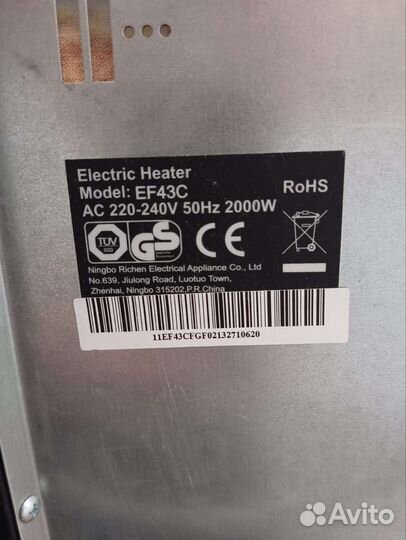 Electric Heater
Model: EF43C
RoHS
AC 220-240V 50Hz 2000W
TÜV
SÜD
GS
Ningbo Richen Electrical Appliance Co., Ltd
No.639, Jiulong Road, Luotuo Town,
Zhenhai, Ningbo 315202,P.R.China
11EF43CFGF02132710620
Avito